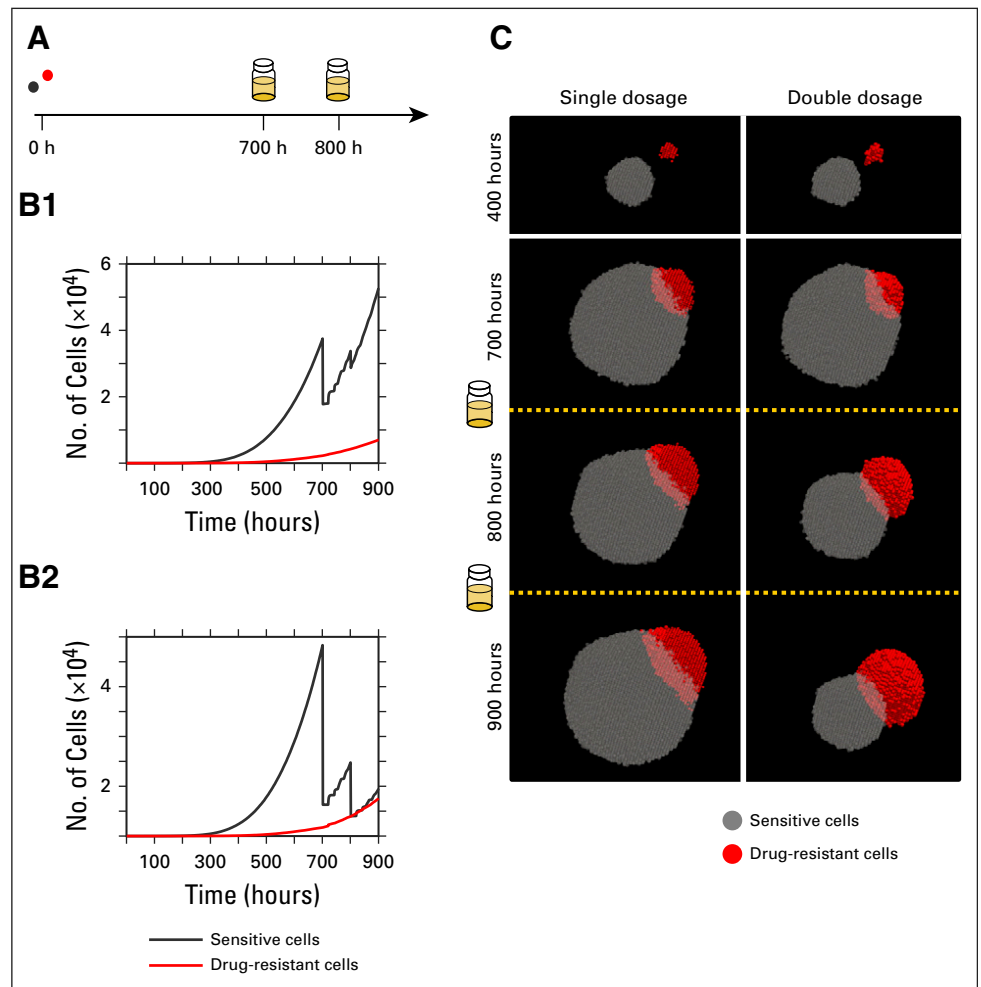 A
0 h
700 h
800 h
B1
No. of Cells (×10⁴)
6
4
2
100 300 500 700 900
Time (hours)
B2
No. of Cells (×10⁴)
4
2
100 300 500 700 900
Time (hours)
Sensitive cells
Drug-resistant cells
C
Single dosage
Double dosage
400 hours
700 hours
800 hours
900 hours
Sensitive cells
Drug-resistant cells